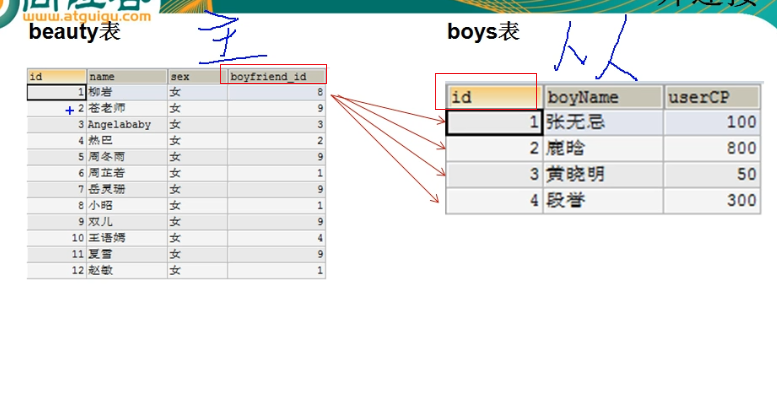 www.atguigu.com
beauty表
主
boys表
从
外连接
id name sex boyfriend_id
1 柳岩 女 8
2 苍老师 女 9
3 Angelababy 女 3
4 热巴 女 2
5 周冬雨 女 9
6 周芷若 女 1
7 岳灵珊 女 9
8 小昭 女 1
9 双儿 女 9
10 王语嫣 女 4
11 夏雪 女 9
12 赵敏 女 1
id boyName userCP
1 张无忌 100
2 鹿晗 800
3 黄晓明 50
4 段誉 300